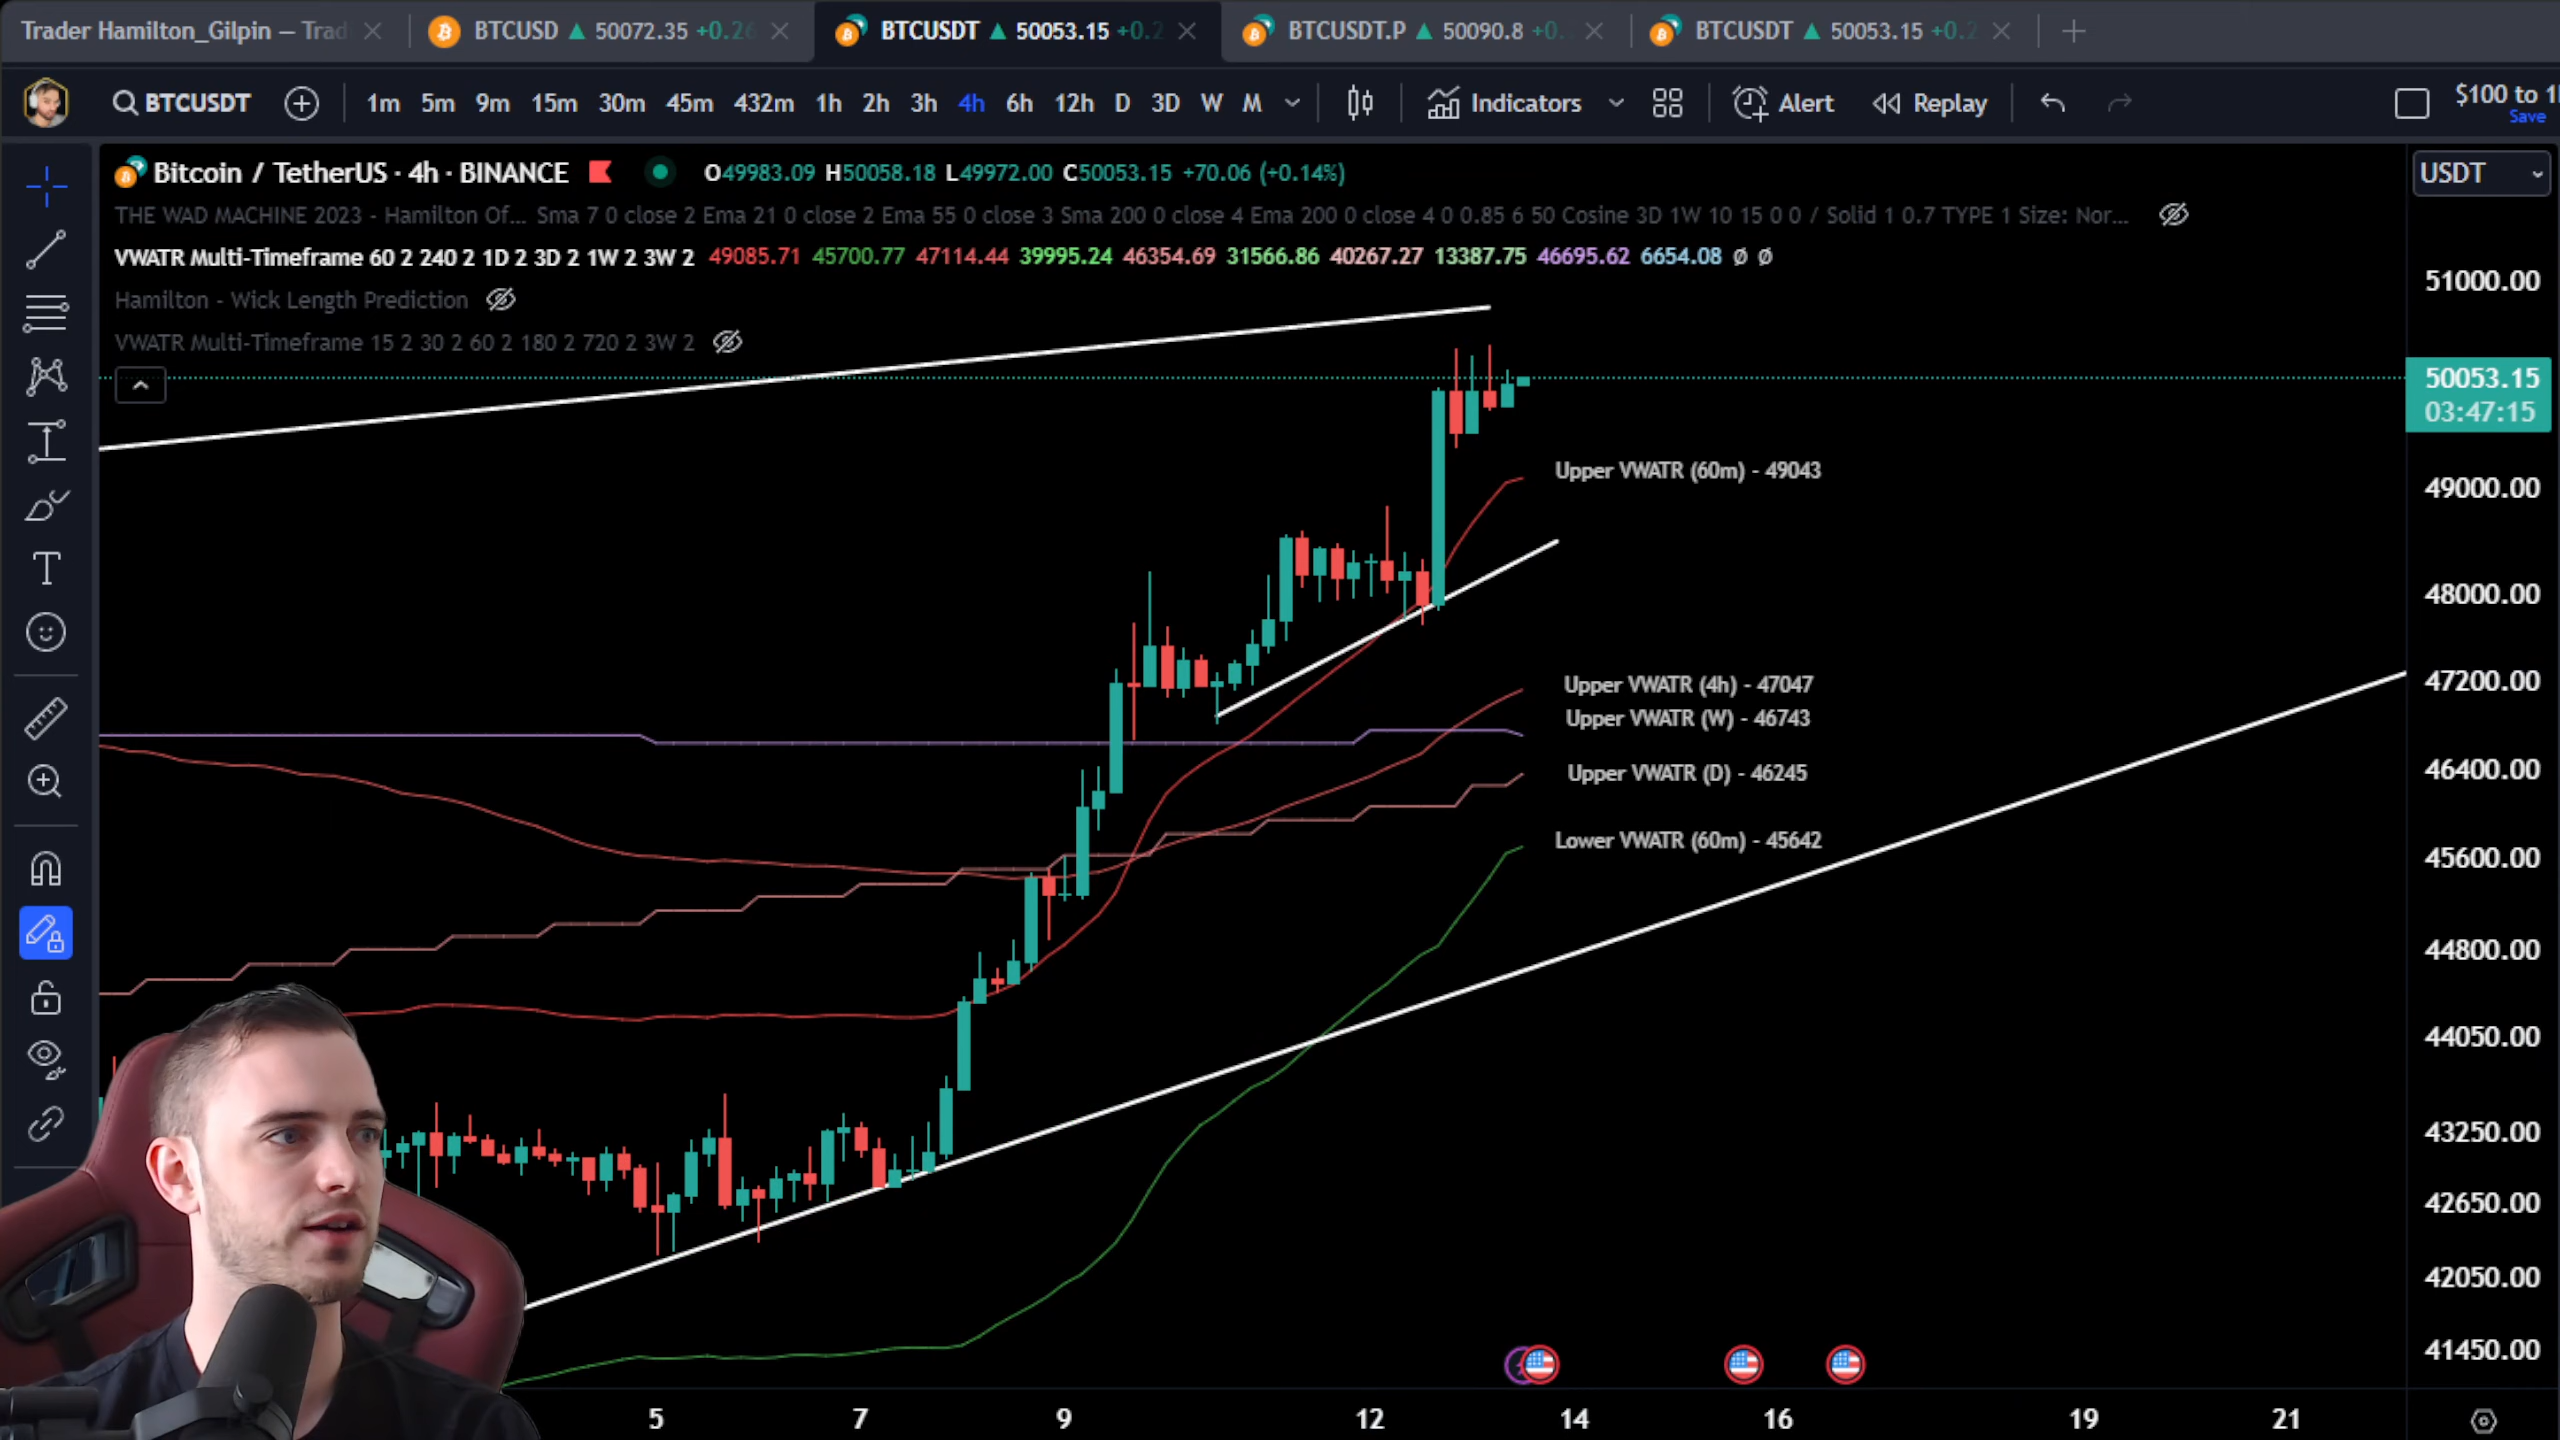 Trader Hamilton_Gilpin — Trad
BTCUSD ▲ 50072.35 +0.26
BTCUSDT ▲ 50053.15 +0.2
BTCUSDT.P ▲ 50090.8 +0.
BTCUSDT ▲ 50053.15 +0.2
BTCUSDT 1m 5m 9m 15m 30m 45m 432m 1h 2h 3h 4h 6h 12h D 3D W M Indicators Alert Replay $100 to 1
Save
Bitcoin / TetherUS · 4h · BINANCE O49983.09 H50058.18 L49972.00 C50053.15 +70.06 (+0.14%) USDT
THE WAD MACHINE 2023 - Hamilton Of... Sma 7 0 close 2 Ema 21 0 close 2 Ema 55 0 close 3 Sma 200 0 close 4 Ema 200 0 close 4 0 0.85 6 50 Cosine 3D 1W 10 15 0 0 / Solid 1 0.7 TYPE 1 Size: Nor...
VWATR Multi-Timeframe 60 2 240 2 1D 2 3D 2 1W 2 3W 2 49085.71 45700.77 47114.44 39995.24 46354.69 31566.86 40267.27 13387.75 46695.62 6654.08 ø ø
Hamilton - Wick Length Prediction
VWATR Multi-Timeframe 15 2 30 2 60 2 180 2 720 2 3W 2
51000.00
50053.15
03:47:15
49000.00
48000.00
47200.00
46400.00
45600.00
44800.00
44050.00
43250.00
42650.00
42050.00
41450.00
Upper VWATR (60m) - 49043
Upper VWATR (4h) - 47047
Upper VWATR (W) - 46743
Upper VWATR (D) - 46245
Lower VWATR (60m) - 45642
5 7 9 12 14 16 19 21